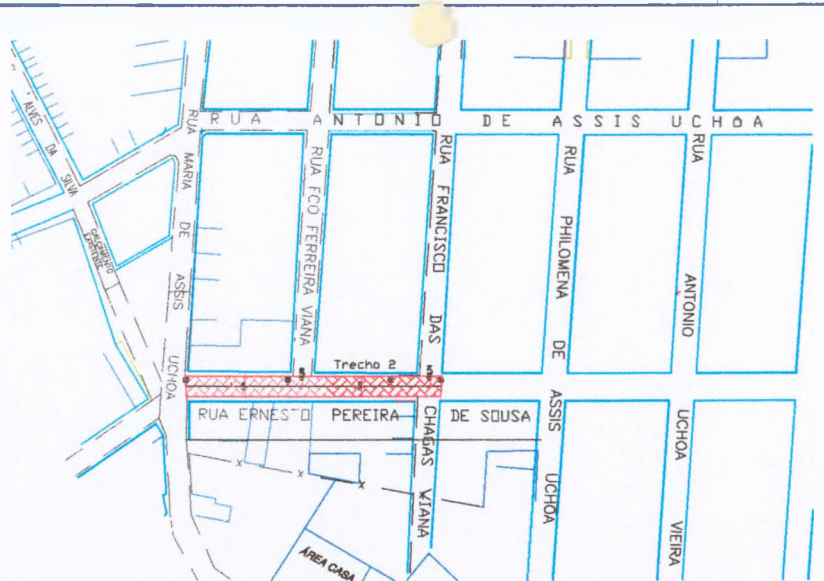 RUA ANTONIO DE ASSIS UCHOA
ALVES DA SILVA
CALCAMENTO EXISTENTE
RUA MARIA DE ASSIS UCHOA
RUA FCO FERREIRA VIANA
RUA FRANCISCO DAS CHAGAS VIANA
RUA PHILOMENA DE ASSIS UCHOA
RUA ANTONIO UCHOA VIEIRA
Trecho 2
RUA ERNESTO PEREIRA DE SOUSA
ÁREA CASA